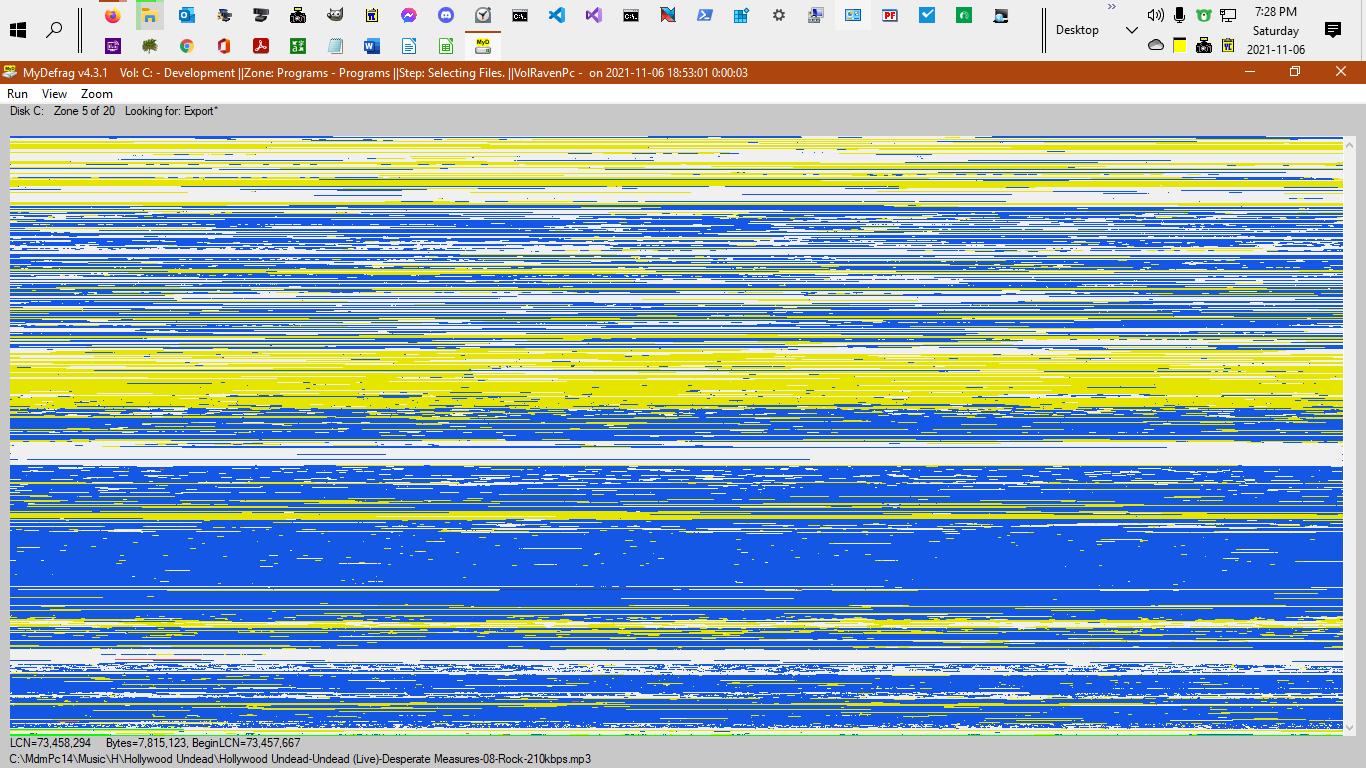 7:28 PM
Desktop
Saturday
2021-11-06
MyDefrag v4.3.1    Vol: C: - Development ||Zone: Programs - Programs ||Step: Selecting Files. ||VolRavenPc -  on 2021-11-06 18:53:01 0:00:03
Run    View    Zoom
Disk C:    Zone 5 of 20    Looking for: Export*
LCN=73,458,294    Bytes=7,815,123, BeginLCN=73,457,667
C:\MdmPc14\Music\H\Hollywood Undead\Hollywood Undead-Undead (Live)-Desperate Measures-08-Rock-210kbps.mp3